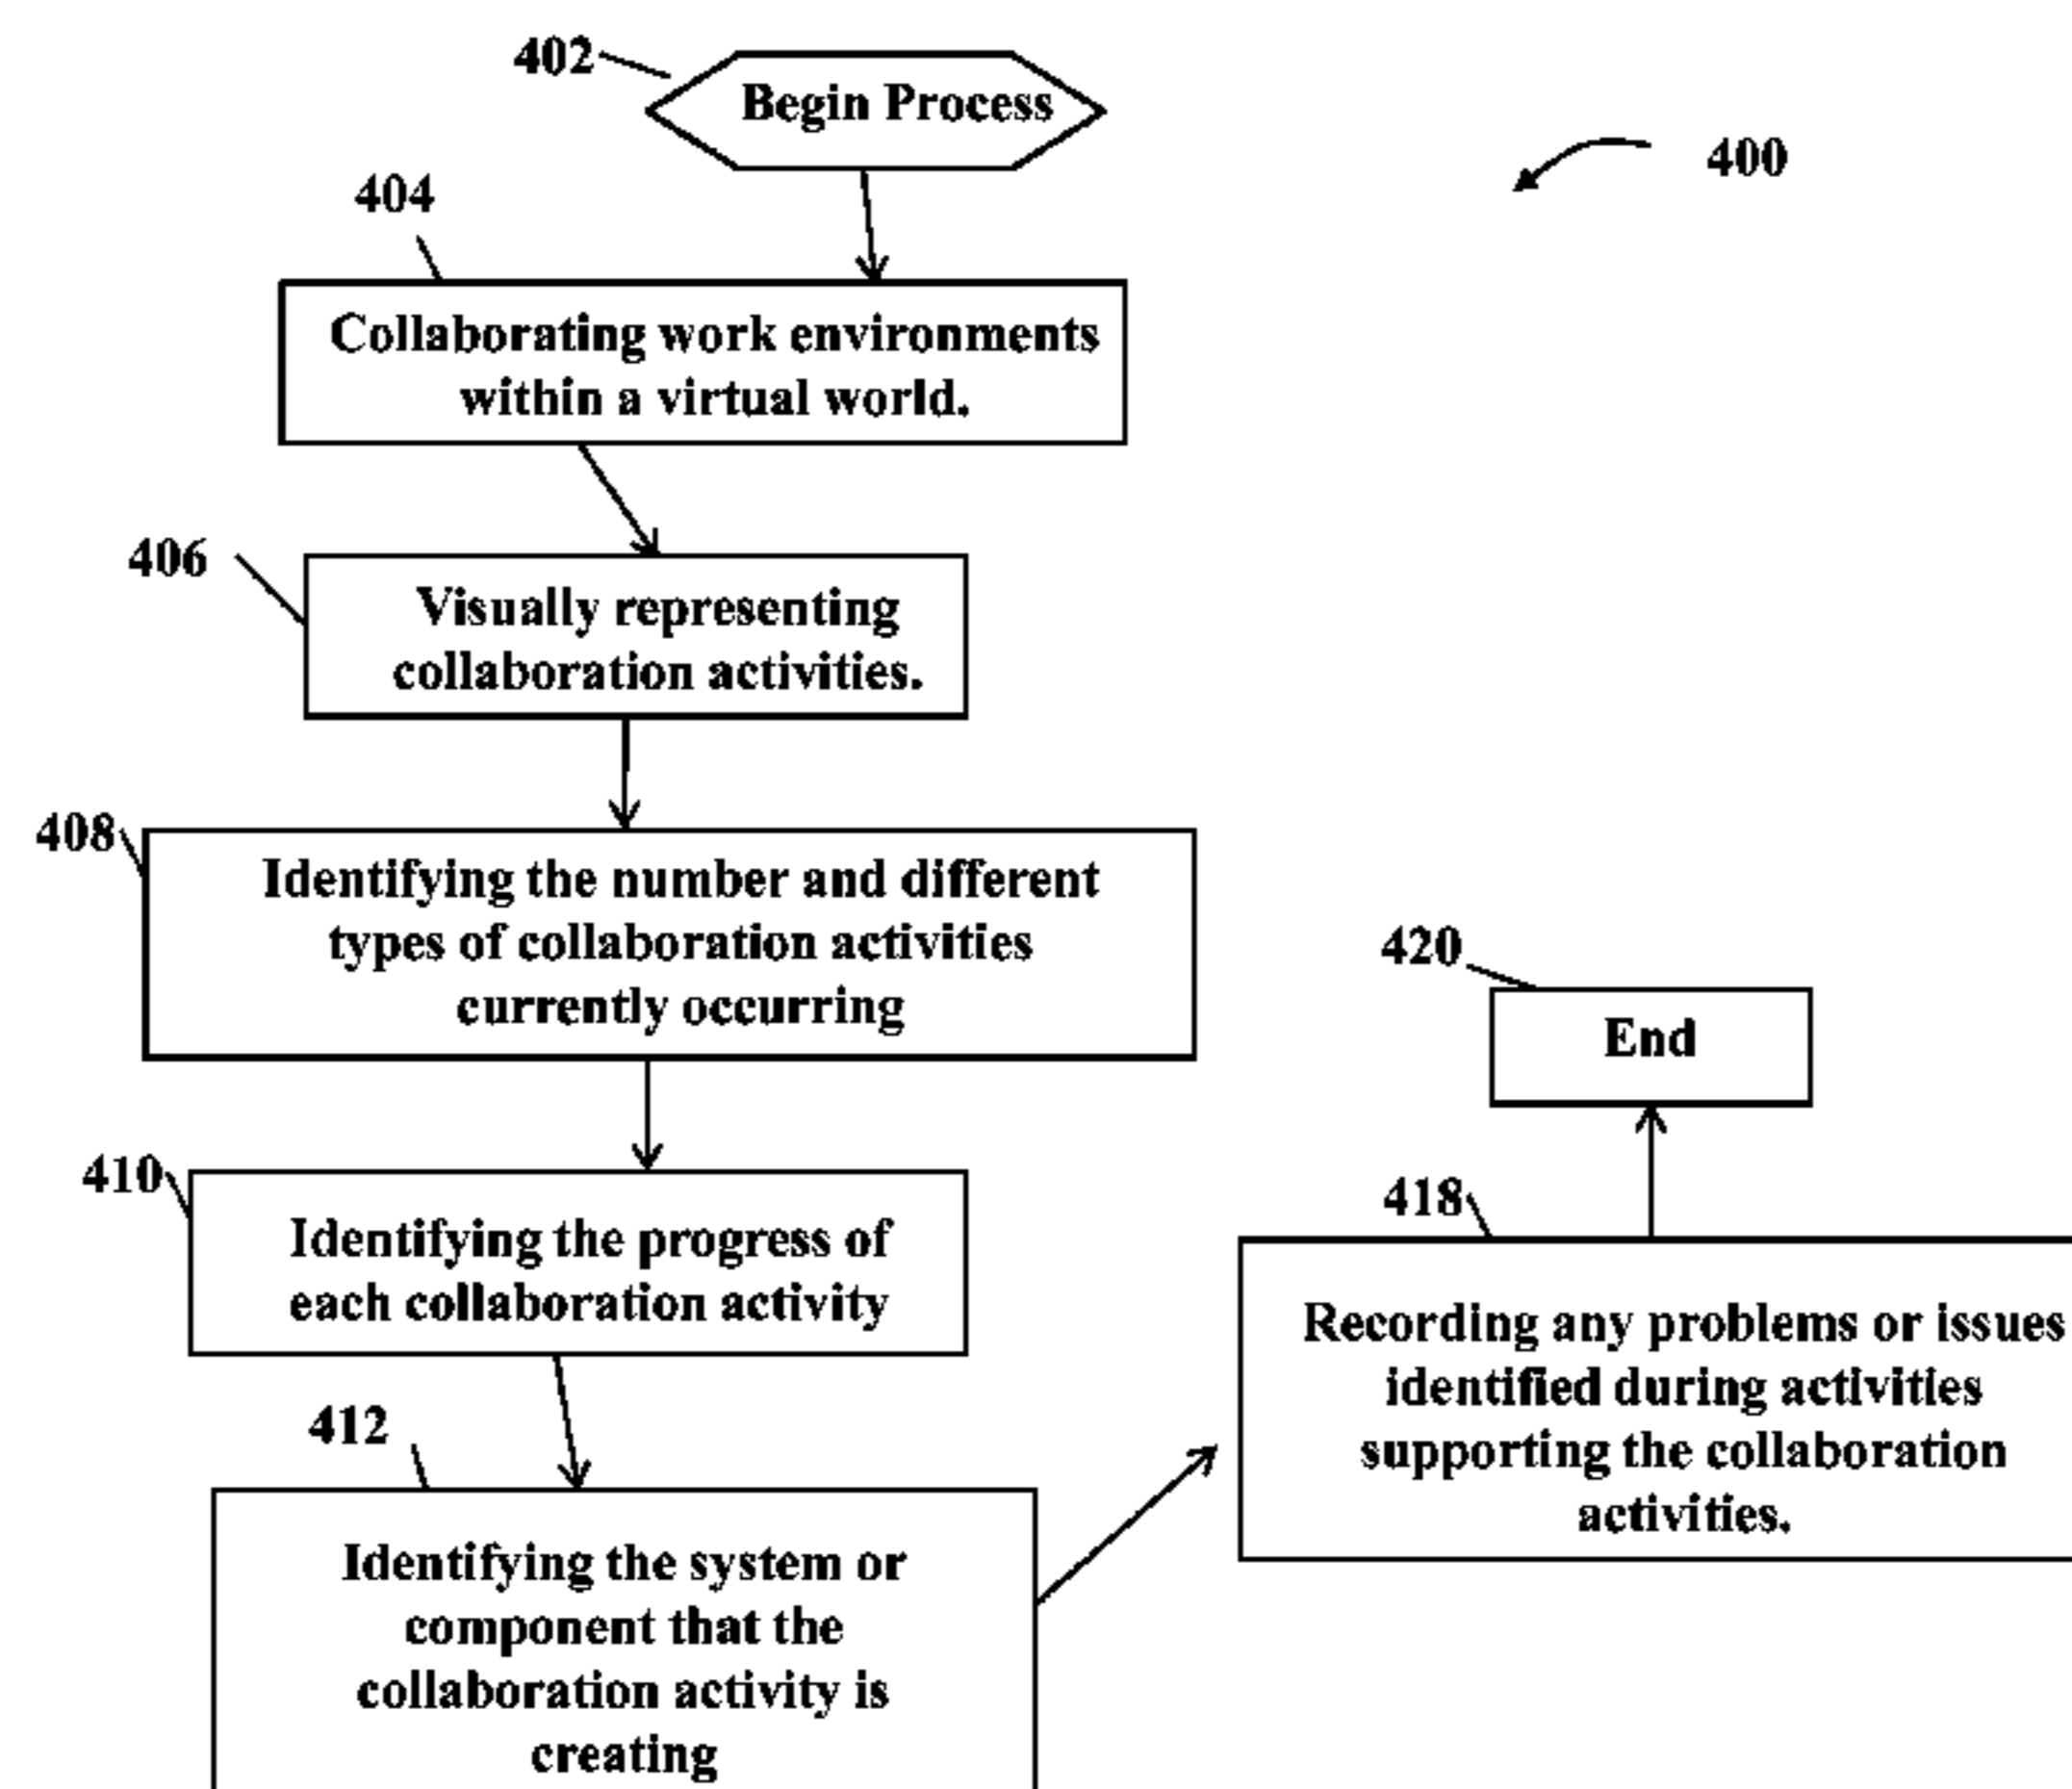 402
Begin Process
400
404
Collaborating work environments
within a virtual world.
406
Visually representing
collaboration activities.
408
Identifying the number and different
types of collaboration activities
currently occurring
410
Identifying the progress of
each collaboration activity
412
Identifying the system or
component that the
collaboration activity is
creating
418
Recording any problems or issues
identified during activities
supporting the collaboration
activities.
420
End